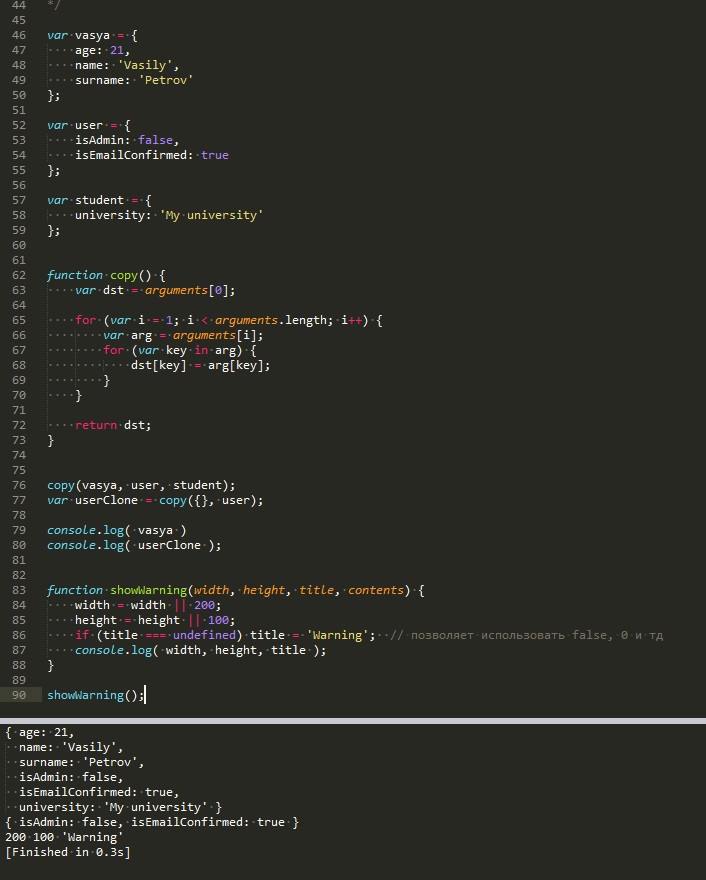 44 */
45
46 var vasya = {
47     age: 21,
48     name: 'Vasily',
49     surname: 'Petrov'
50 };
51
52 var user = {
53     isAdmin: false,
54     isEmailConfirmed: true
55 };
56
57 var student = {
58     university: 'My university'
59 };
60
61
62 function copy() {
63     var dst = arguments[0];
64
65     for (var i = 1; i < arguments.length; i++) {
66         var arg = arguments[i];
67         for (var key in arg) {
68             dst[key] = arg[key];
69         }
70     }
71
72     return dst;
73 }
74
75
76 copy(vasya, user, student);
77 var userClone = copy({}, user);
78
79 console.log( vasya )
80 console.log( userClone );
81
82
83 function showWarning(width, height, title, contents) {
84     width = width || 200;
85     height = height || 100;
86     if (title === undefined) title = 'Warning';  // позволяет использовать false, 0 и тд
87     console.log( width, height, title );
88 }
89
90 showWarning();
{ age: 21,
  name: 'Vasily',
  surname: 'Petrov',
  isAdmin: false,
  isEmailConfirmed: true,
  university: 'My university' }
{ isAdmin: false, isEmailConfirmed: true }
200 100 'Warning'
[Finished in 0.3s]